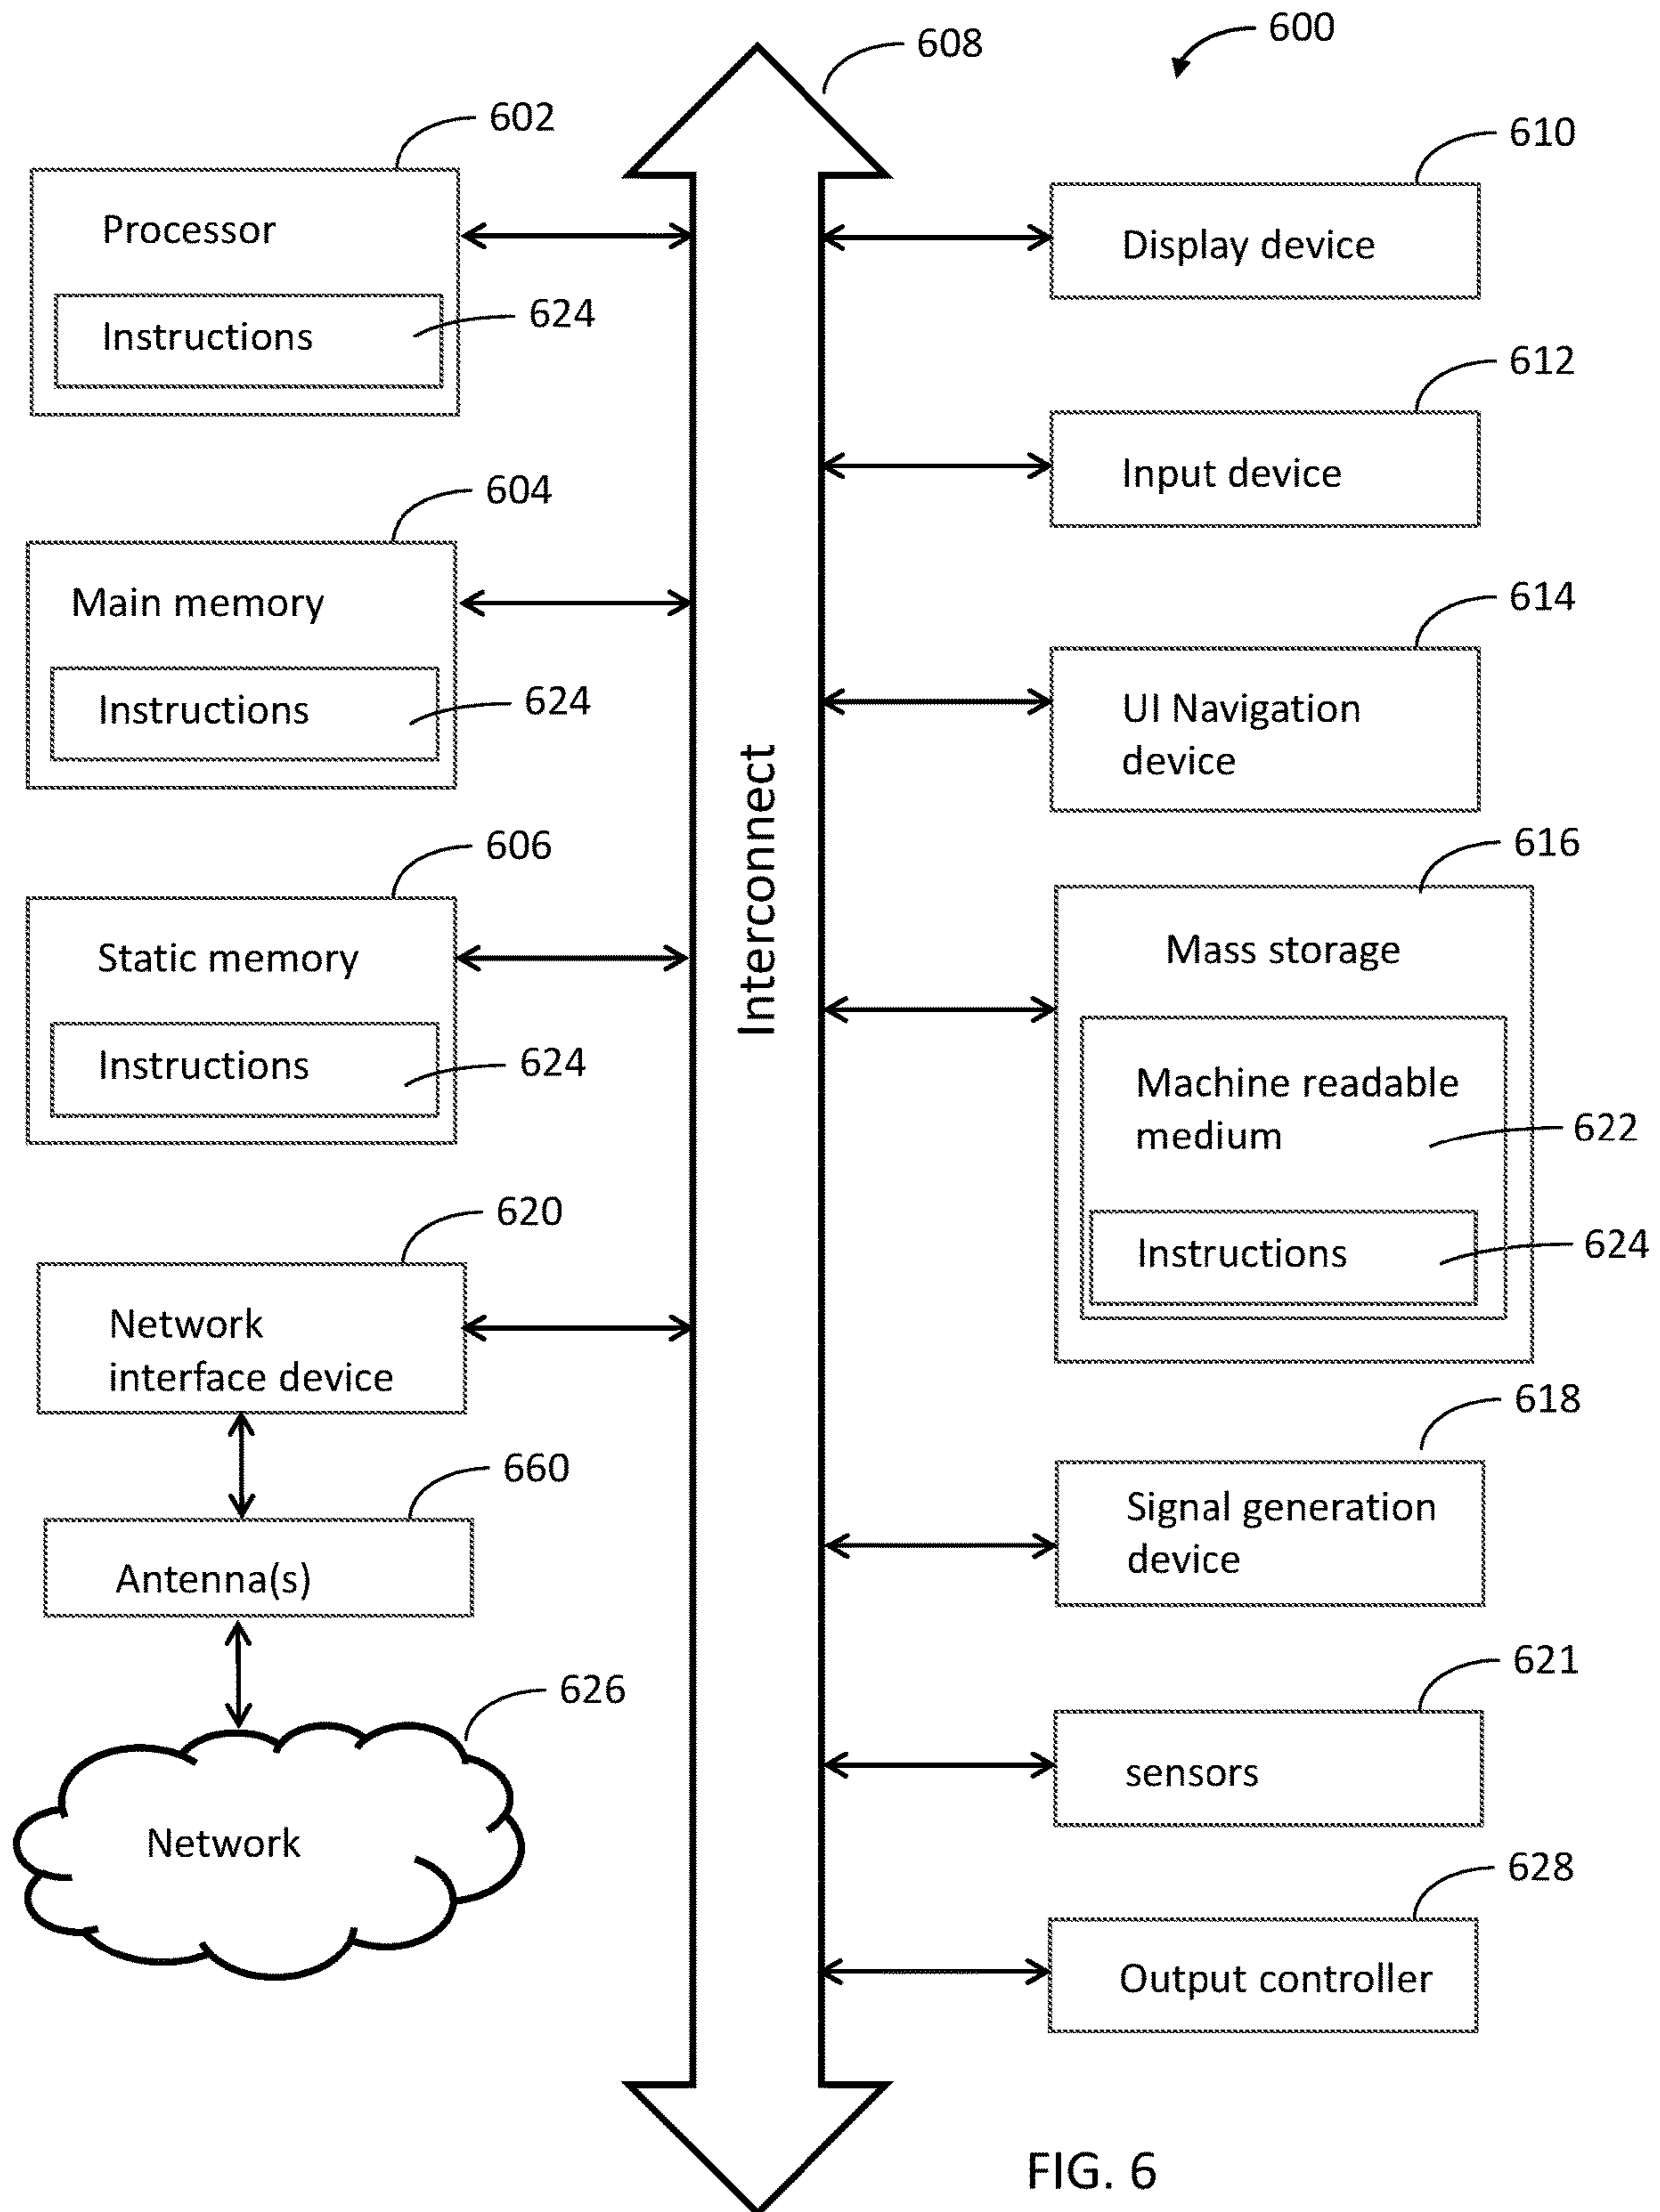 600
608
602
Processor
Instructions
624
604
Main memory
Instructions
624
606
Static memory
Instructions
624
620
Network
interface device
660
Antenna(s)
626
Network
Interconnect
610
Display device
612
Input device
614
UI Navigation
device
616
Mass storage
Machine readable
medium
622
Instructions
624
618
Signal generation
device
621
sensors
628
Output controller
FIG. 6